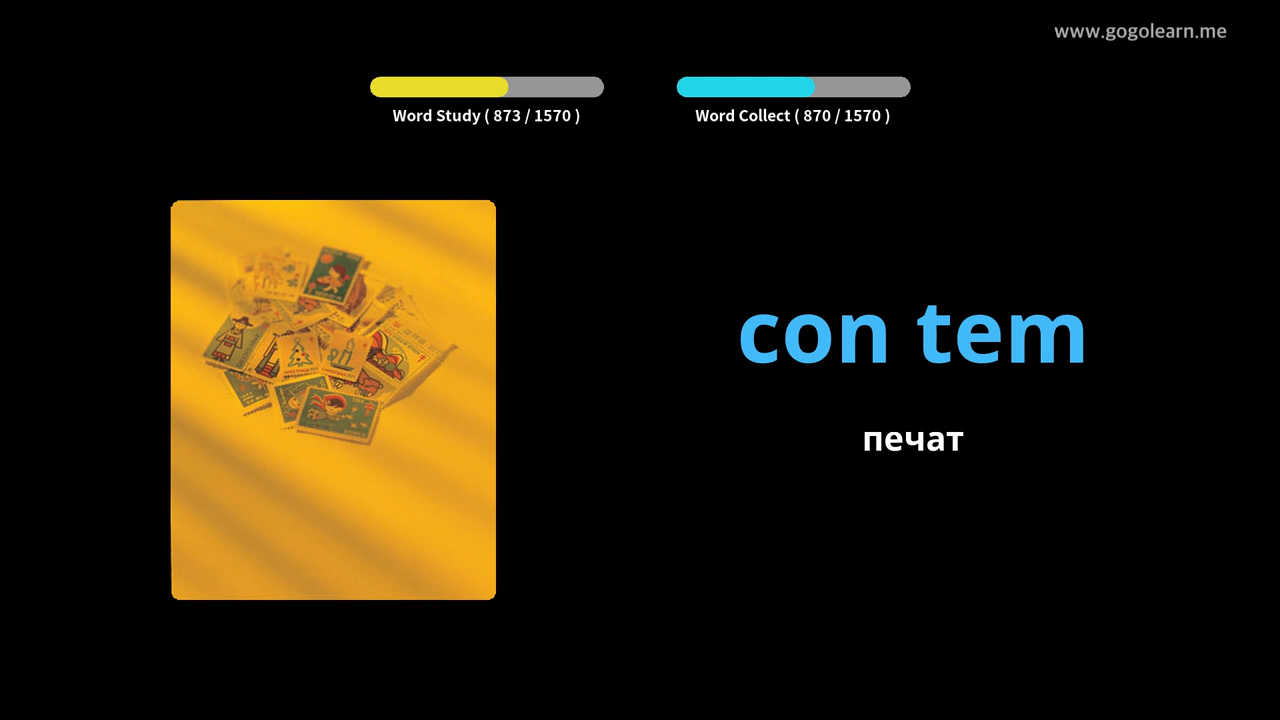 www.gogolearn.me
Word Study ( 873 / 1570 )
Word Collect ( 870 / 1570 )
con tem
печат